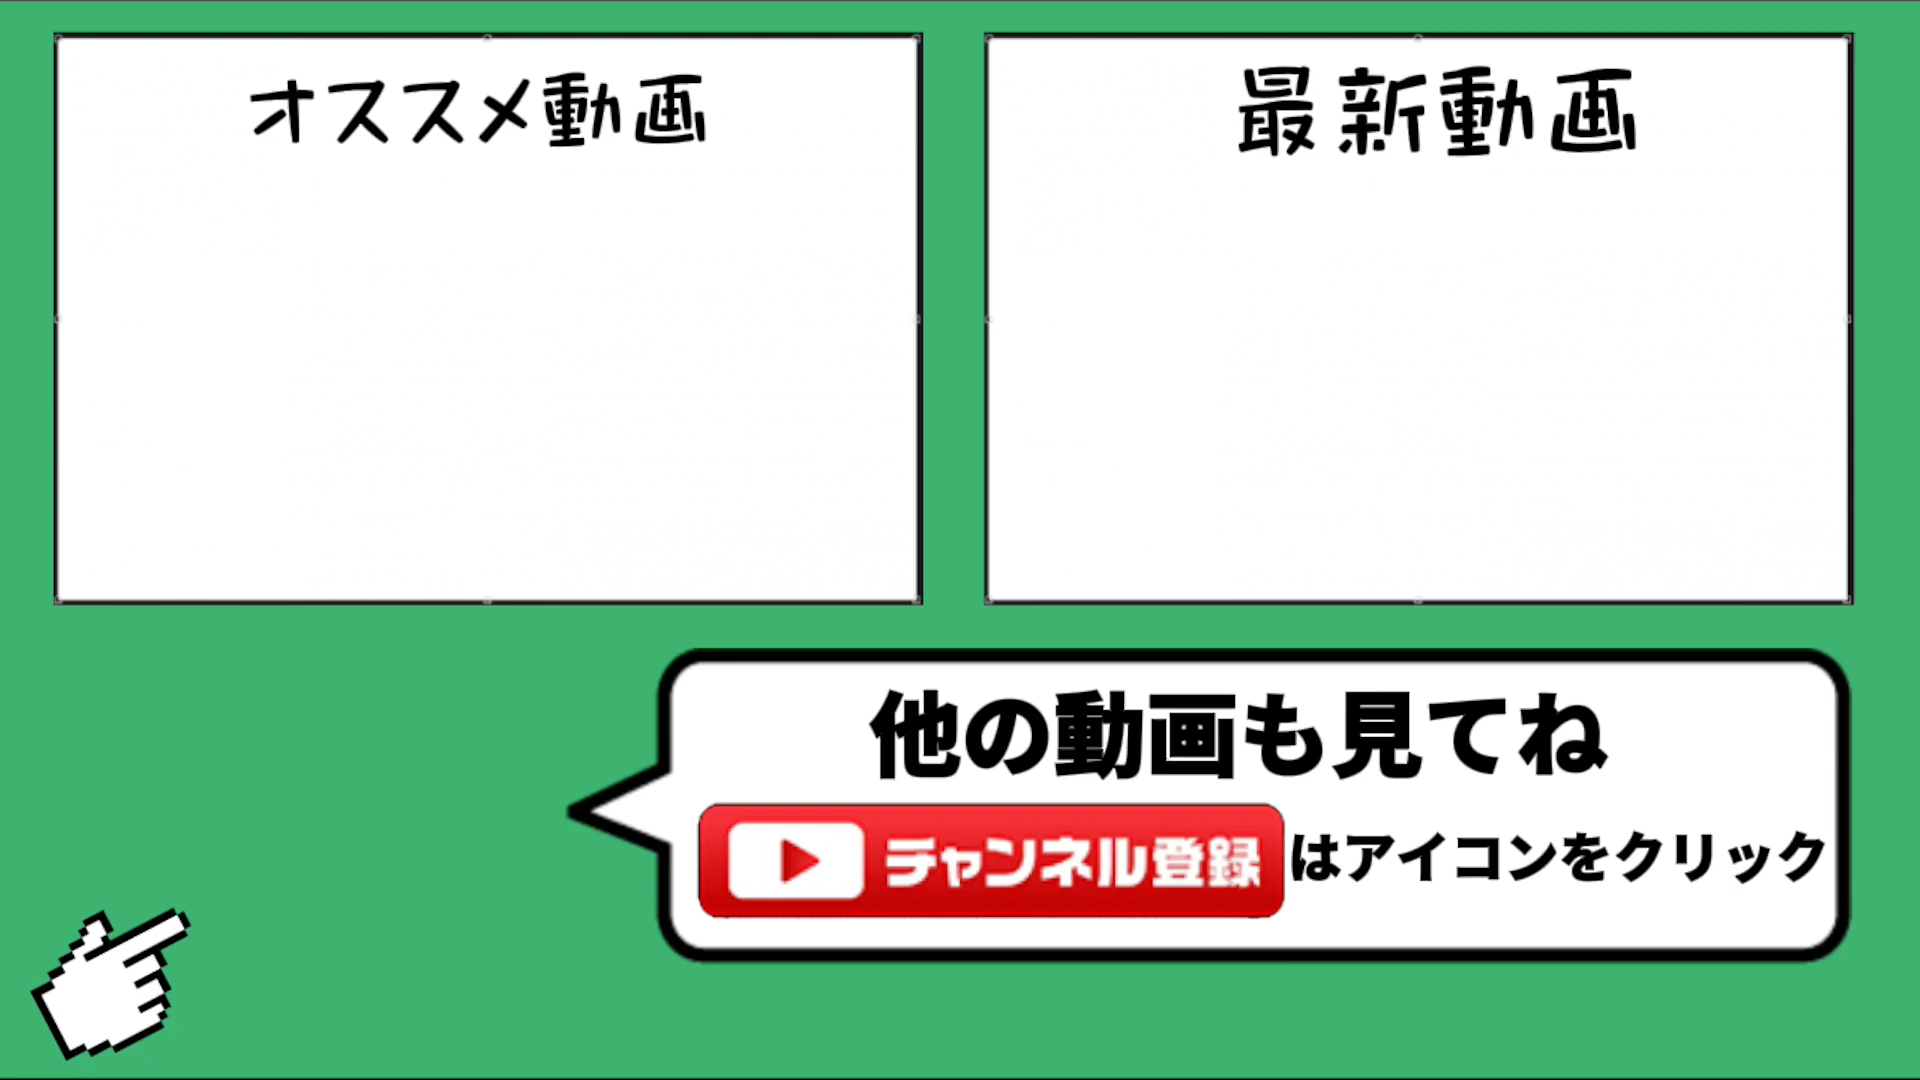 オススメ動画
最新動画
他の動画も見てね
チャンネル登録はアイコンをクリック